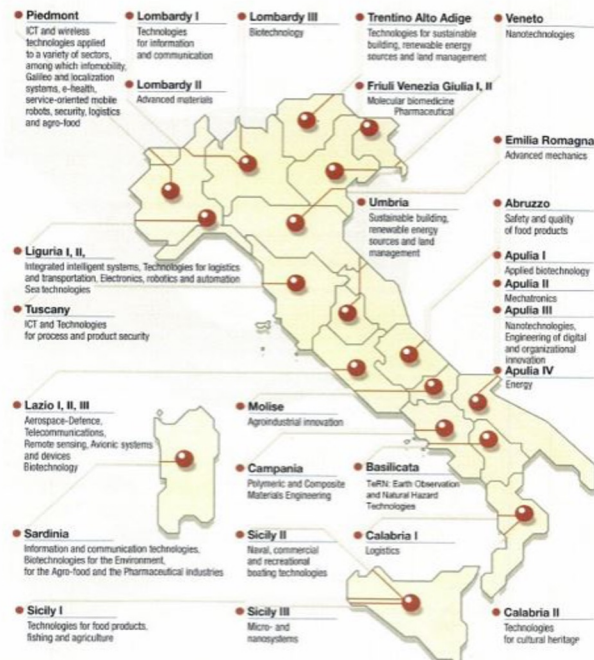 Piedmont
ICT and wireless
technologies applied
to a variety of sectors,
among which infomobility,
Galileo and localization
systems, e-health,
service-oriented mobile
robots, security, logistics
and agro-food
Lombardy I
Technologies
for information
and communication
Lombardy II
Advanced materials
Lombardy III
Biotechnology
Trentino Alto Adige
Technologies for sustainable
building, renewable energy
sources and land management
Friuli Venezia Giulia I, II
Molecular biomedicine
Pharmaceutical
Veneto
Nanotechnologies
Emilia Romagna
Advanced mechanics
Umbria
Sustainable building,
renewable energy
sources and land
management
Abruzzo
Safety and quality
of food products
Apulia I
Applied biotechnology
Apulia II
Mechatronics
Apulia III
Nanotechnologies,
Engineering of digital
and organizational
innovation
Apulia IV
Energy
Liguria I, II,
Integrated intelligent systems, Technologies for logistics
and transportation, Electronics, robotics and automation
Sea technologies
Tuscany
ICT and Technologies
for process and product security
Lazio I, II, III
Aerospace-Defence,
Telecommunications,
Remote sensing, Avionic systems
and devices
Biotechnology
Molise
Agroindustrial innovation
Campania
Polymeric and Composite
Materials Engineering
Basilicata
TeRN: Earth Observation
and Natural Hazard
Technologies
Sardinia
Information and communication technologies,
Biotechnologies for the Environment,
for the Agro-food and the Pharmaceutical industries
Sicily II
Naval, commercial
and recreational
boating technologies
Calabria I
Logistics
Sicily I
Technologies for food products,
fishing and agriculture
Sicily III
Micro- and
nanosystems
Calabria II
Technologies
for cultural heritage